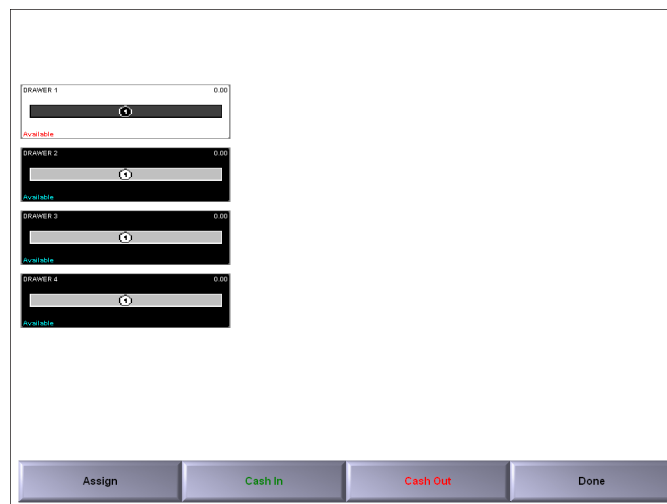 DRAWER 1 0.00
1
Available
DRAWER 2 0.00
1
Available
DRAWER 3 0.00
1
Available
DRAWER 4 0.00
1
Available
Assign Cash In Cash Out Done